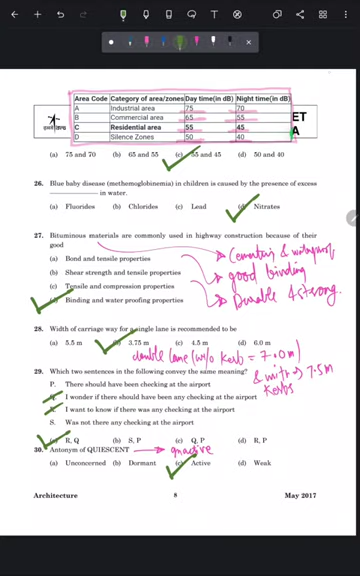 Area Code Category of area/zones Day time(in dB) Night time(in dB)
A Industrial area 75 70
B Commercial area 65 55
C Residential area 55 45
D Silence Zones 50 40
ET
A
(a) 75 and 70 (b) 65 and 55 (c) 55 and 45 (d) 50 and 40
26. Blue baby disease (methemoglobinema) in children is caused by the presence of excess
in water.
(a) Fluorides (b) Chlorides (c) Lead (d) Nitrates
27. Bituminous materials are commonly used in highway construction because of their
good
(a) Bond and tensile properties
(b) Shear strength and tensile properties
(c) Tensile and compression properties
(d) Binding and water proofing properties
Cementing & waterproof
good binding
Durable & strong.
28. Width of carriage way for a single lane is recommended to be
(a) 5.5 m (b) 3.75 m (c) 4.5 m (d) 6.0 m
double lane (w/o kerb = 7.0m)
& with → 7.5m
kerbs
29. Which two sentences in the following convey the same meaning?
P. There should have been checking at the airport
Q. I wonder if there should have been any checking at the airport
R. I want to know if there was any checking at the airport
S. Was not there any checking at the airport
(a) R, Q (b) S, P (c) Q, P (d) R, P
30. Antonym of QUIESCENT → inactive
(a) Unconcerned (b) Dormant (c) Active (d) Weak
Architecture 8 May 2017